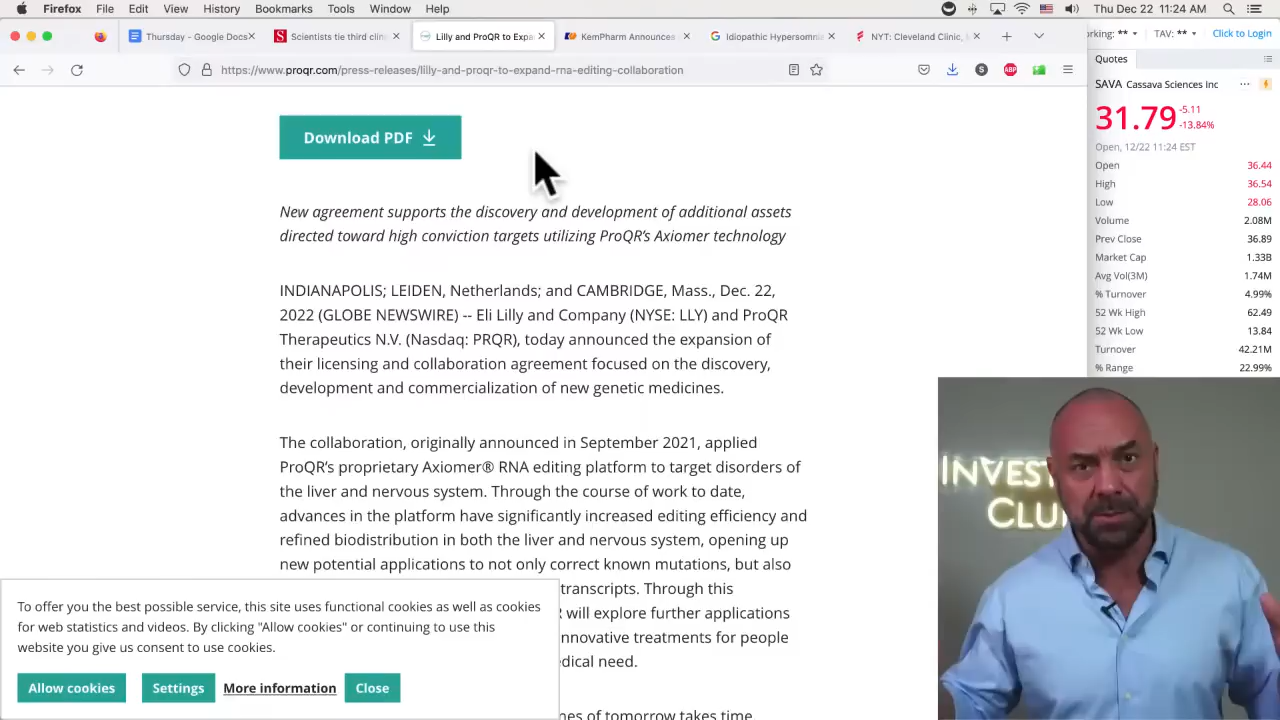 Firefox File Edit View History Bookmarks Tools Window Help
Thu Dec 22 11:24 AM
Thursday - Google Docs
Scientists tie third clini
Lilly and ProQR to Expa
KemPharm Announces
Idiopathic Hypersomni
NYT: Cleveland Clinic, M
https://www.proqr.com/press-releases/lilly-and-proqr-to-expand-rna-editing-collaboration
S
ABP
Download PDF
New agreement supports the discovery and development of additional assets
directed toward high conviction targets utilizing ProQR's Axiomer technology
INDIANAPOLIS; LEIDEN, Netherlands; and CAMBRIDGE, Mass., Dec. 22,
2022 (GLOBE NEWSWIRE) -- Eli Lilly and Company (NYSE: LLY) and ProQR
Therapeutics N.V. (Nasdaq: PRQR), today announced the expansion of
their licensing and collaboration agreement focused on the discovery,
development and commercialization of new genetic medicines.
The collaboration, originally announced in September 2021, applied
ProQR's proprietary Axiomer® RNA editing platform to target disorders of
the liver and nervous system. Through the course of work to date,
advances in the platform have significantly increased editing efficiency and
refined biodistribution in both the liver and nervous system, opening up
new potential applications to not only correct known mutations, but also
transcripts. Through this
will explore further applications
nnovative treatments for people
edical need.
nes of tomorrow takes time,
To offer you the best possible service, this site uses functional cookies as well as cookies
for web statistics and videos. By clicking "Allow cookies" or continuing to use this
website you give us consent to use cookies.
Allow cookies Settings More information Close
rking: ** TAV: ** Click to Login
Quotes
SAVA Cassava Sciences Inc
31.79 -5.11
-13.84%
Open, 12/22 11:24 EST
Open 36.44
High 36.54
Low 28.06
Volume 2.08M
Prev Close 36.89
Market Cap 1.33B
Avg Vol(3M) 1.74M
% Turnover 4.99%
52 Wk High 62.49
52 Wk Low 13.84
Turnover 42.21M
% Range 22.99%
INVEST
CLU